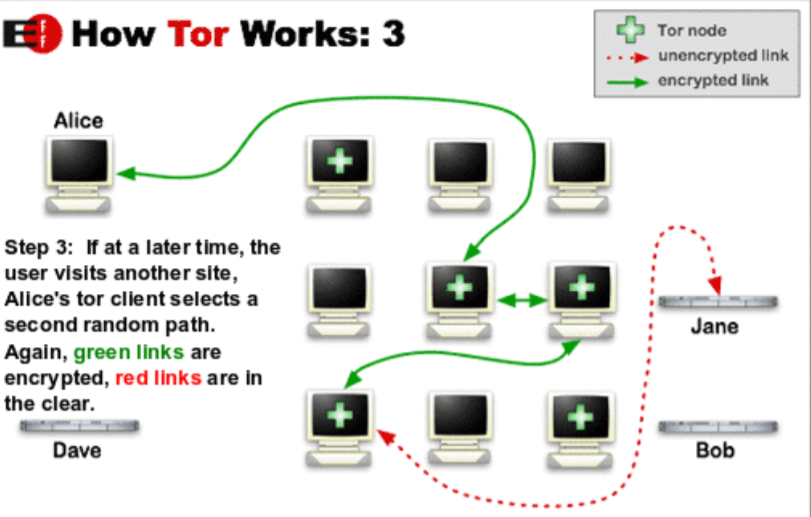 EFF How Tor Works: 3
Tor node
unencrypted link
encrypted link
Alice
Step 3: If at a later time, the
user visits another site,
Alice's tor client selects a
second random path.
Again, green links are
encrypted, red links are in
the clear.
Jane
Dave
Bob